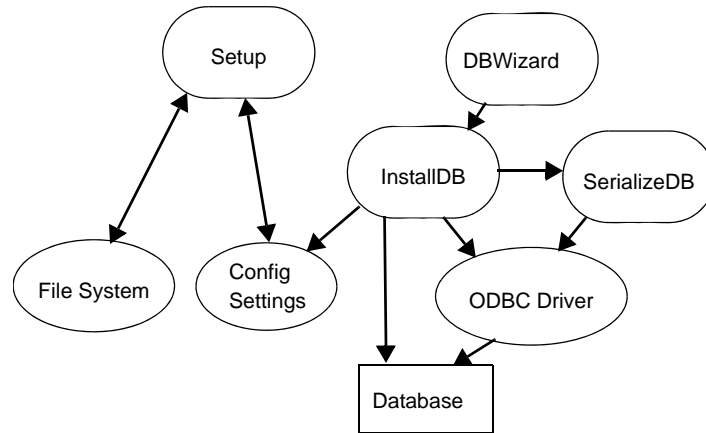 Setup
DBWizard
InstallDB
SerializeDB
File System
Config
Settings
ODBC Driver
Database